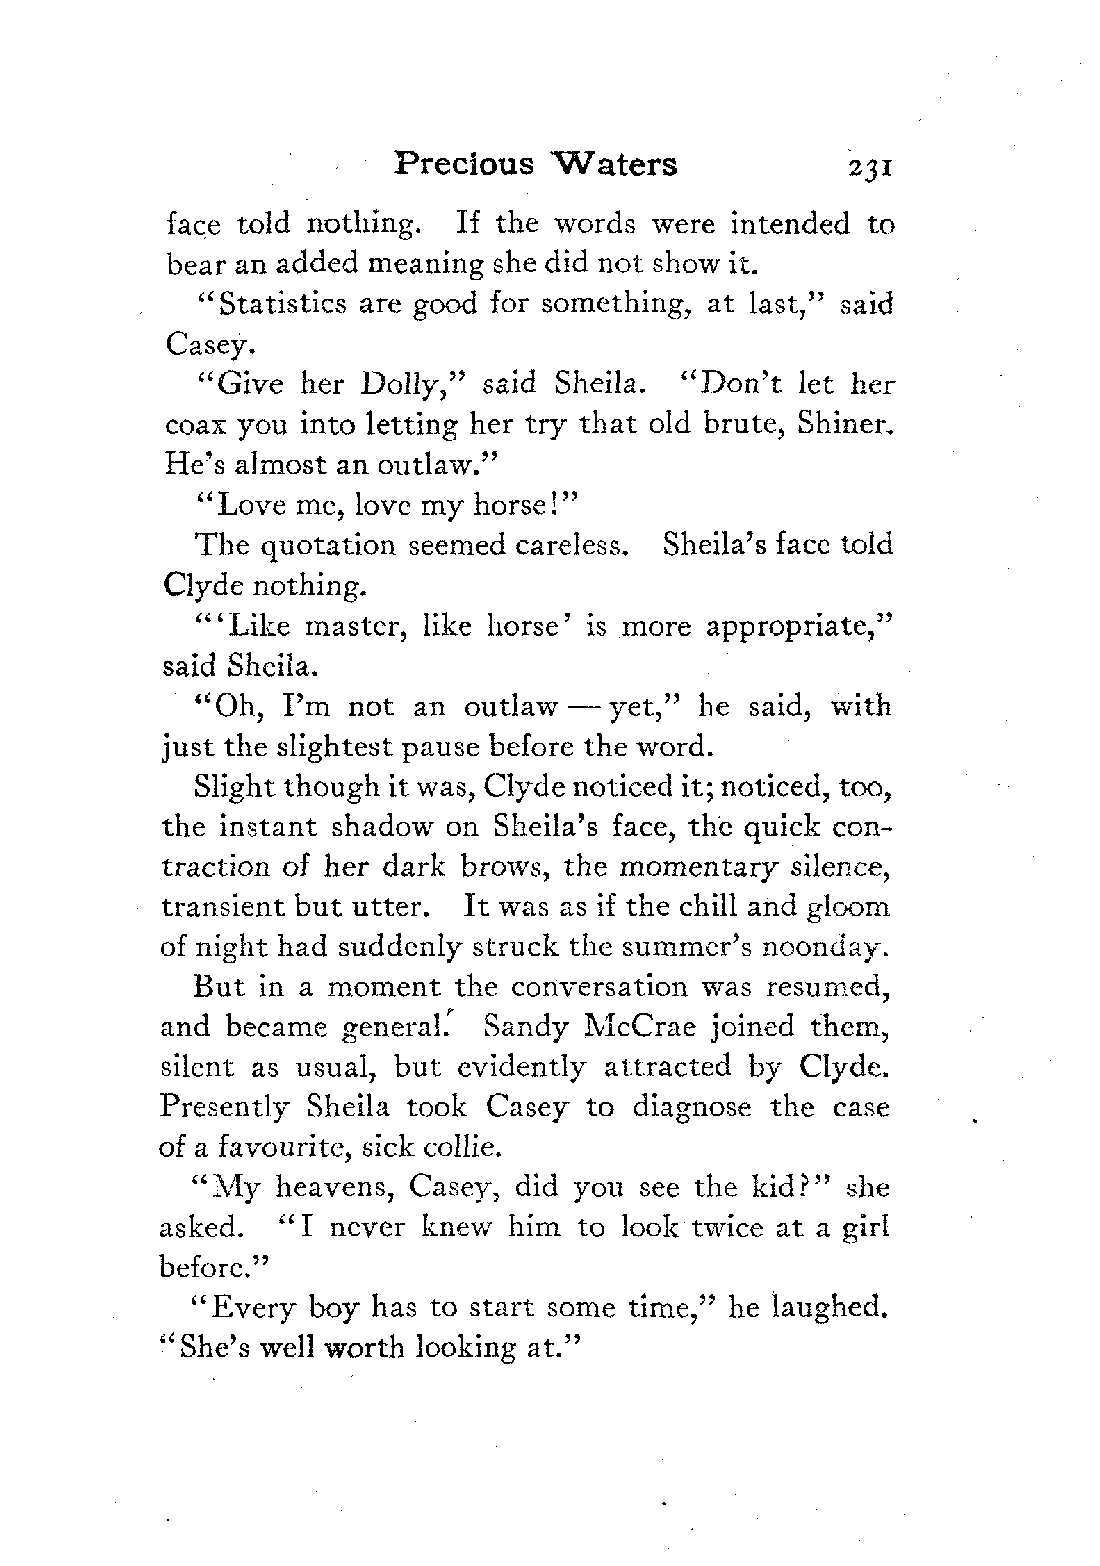 Precious Waters 231
face told nothing. If the words were intended to
bear an added meaning she did not show it.
“Statistics are good for something, at last,” said
Casey.
“Give her Dolly,” said Sheila. “Don’t let her
coax you into letting her try that old brute, Shiner.
He’s almost an outlaw.”
“Love me, love my horse!”
The quotation seemed careless. Sheila’s face told
Clyde nothing.
“‘Like master, like horse’ is more appropriate,”
said Sheila.
“Oh, I’m not an outlaw — yet,” he said, with
just the slightest pause before the word.
Slight though it was, Clyde noticed it; noticed, too,
the instant shadow on Sheila’s face, the quick con-
traction of her dark brows, the momentary silence,
transient but utter. It was as if the chill and gloom
of night had suddenly struck the summer’s noonday.
But in a moment the conversation was resumed,
and became general. Sandy McCrae joined them,
silent as usual, but evidently attracted by Clyde.
Presently Sheila took Casey to diagnose the case
of a favourite, sick collie.
“My heavens, Casey, did you see the kid?” she
asked. “I never knew him to look twice at a girl
before.”
“Every boy has to start some time,” he laughed.
“She’s well worth looking at.”